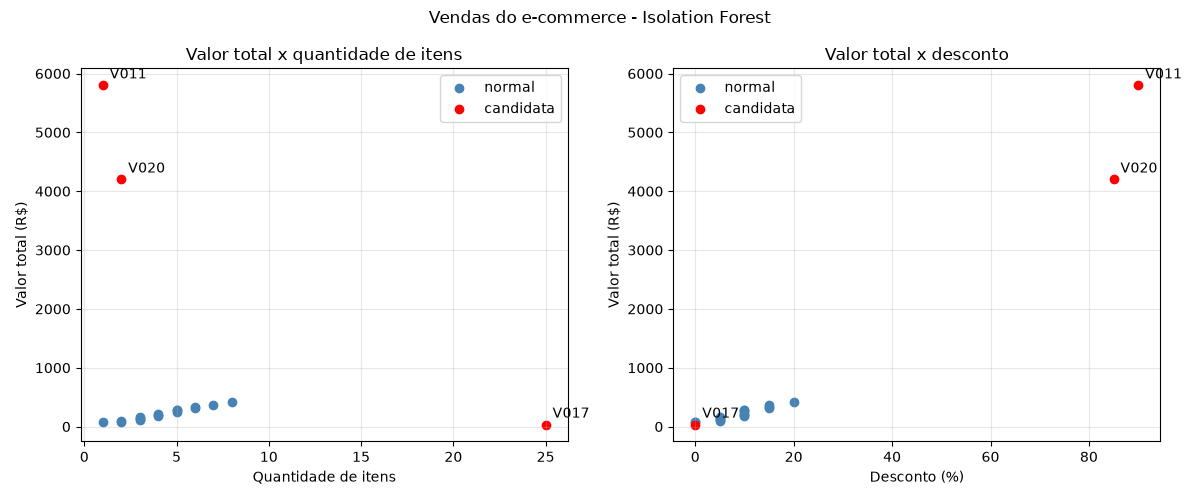 Vendas do e-commerce - Isolation Forest
Valor total x quantidade de itens
V011
V020
V017
normal
candidata
6000
5000
4000
3000
2000
1000
0
0
5
10
15
20
25
Valor total (R$)
Quantidade de itens
Valor total x desconto
V011
V020
V017
normal
candidata
6000
5000
4000
3000
2000
1000
0
0
20
40
60
80
Valor total (R$)
Desconto (%)